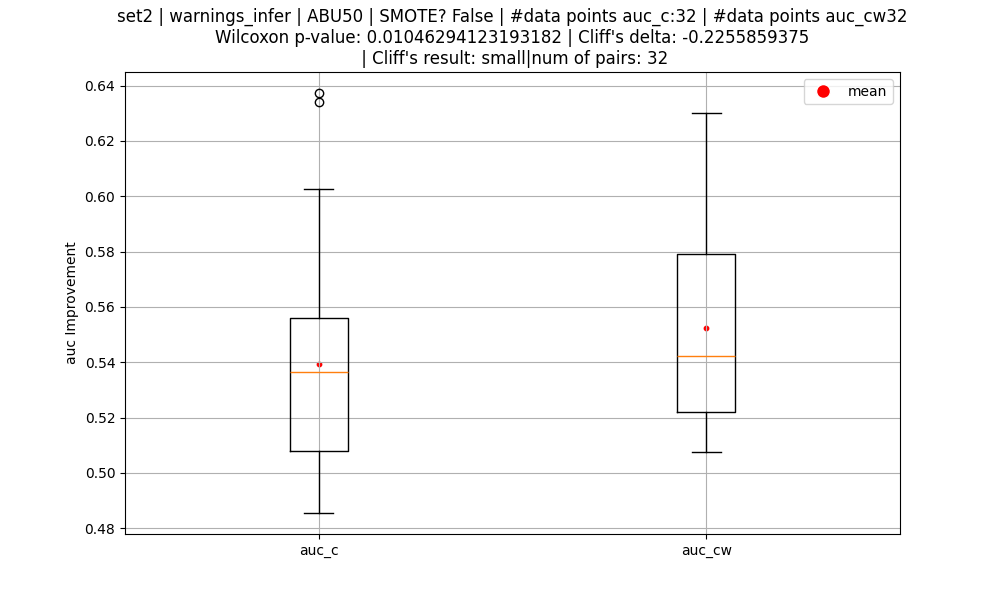 set2 | warnings_infer | ABU50 | SMOTE? False | #data points auc_c:32 | #data points auc_cw32
Wilcoxon p-value: 0.01046294123193182 | Cliff's delta: -0.2255859375
| Cliff's result: small|num of pairs: 32
mean
0.64
0.62
0.60
0.58
0.56
0.54
0.52
0.50
0.48
auc Improvement
auc_c
auc_cw